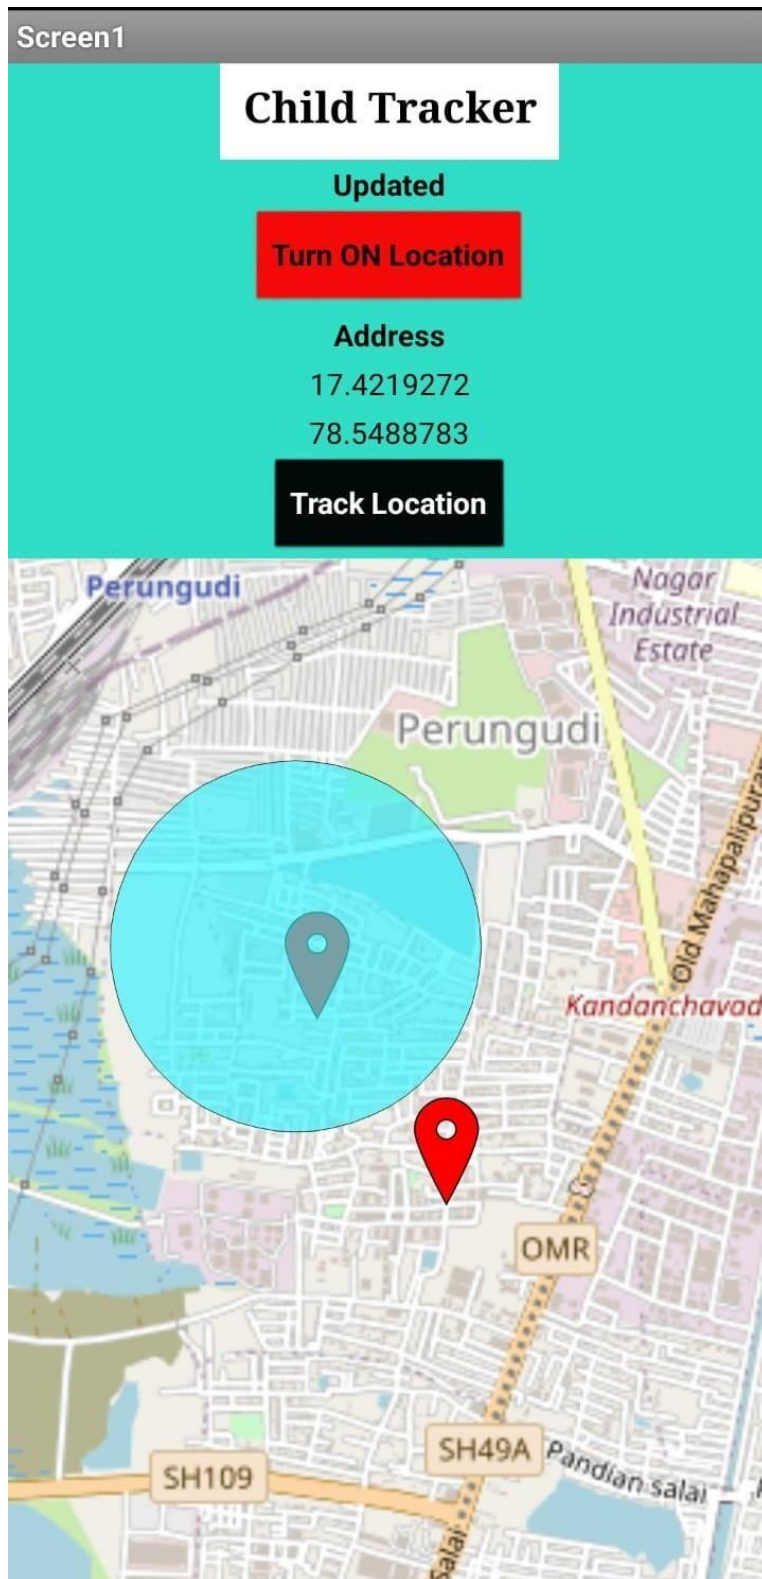 Screen1
Child Tracker
Updated
Turn ON Location
Address
17.4219272
78.5488783
Track Location
Perungudi
Nagar
Industrial
Estate
Perungudi
Old Mahapalipuram
Kandanchavad
OMR
SH49A
Pandian salai
SH109
Salai